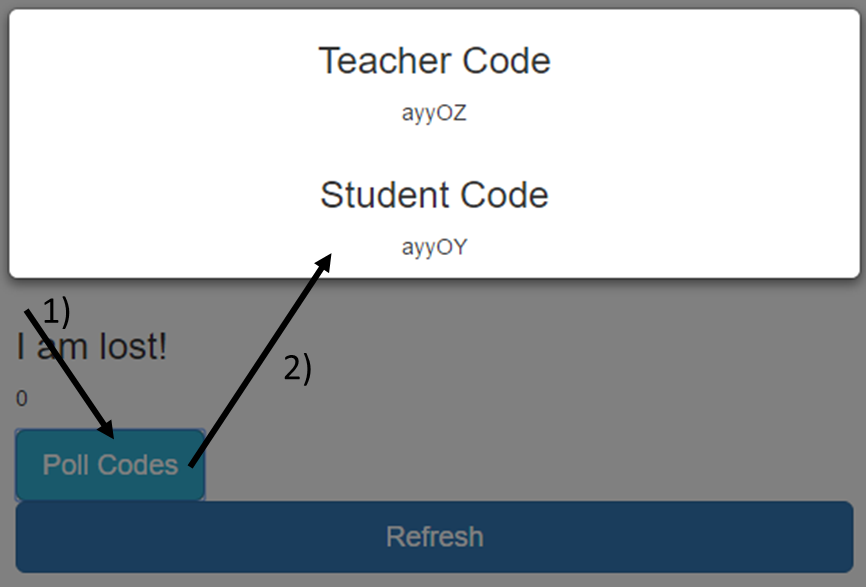 Teacher Code
ayyOZ
Student Code
ayyOY
1)
I am lost!
2)
0
Poll Codes
Refresh